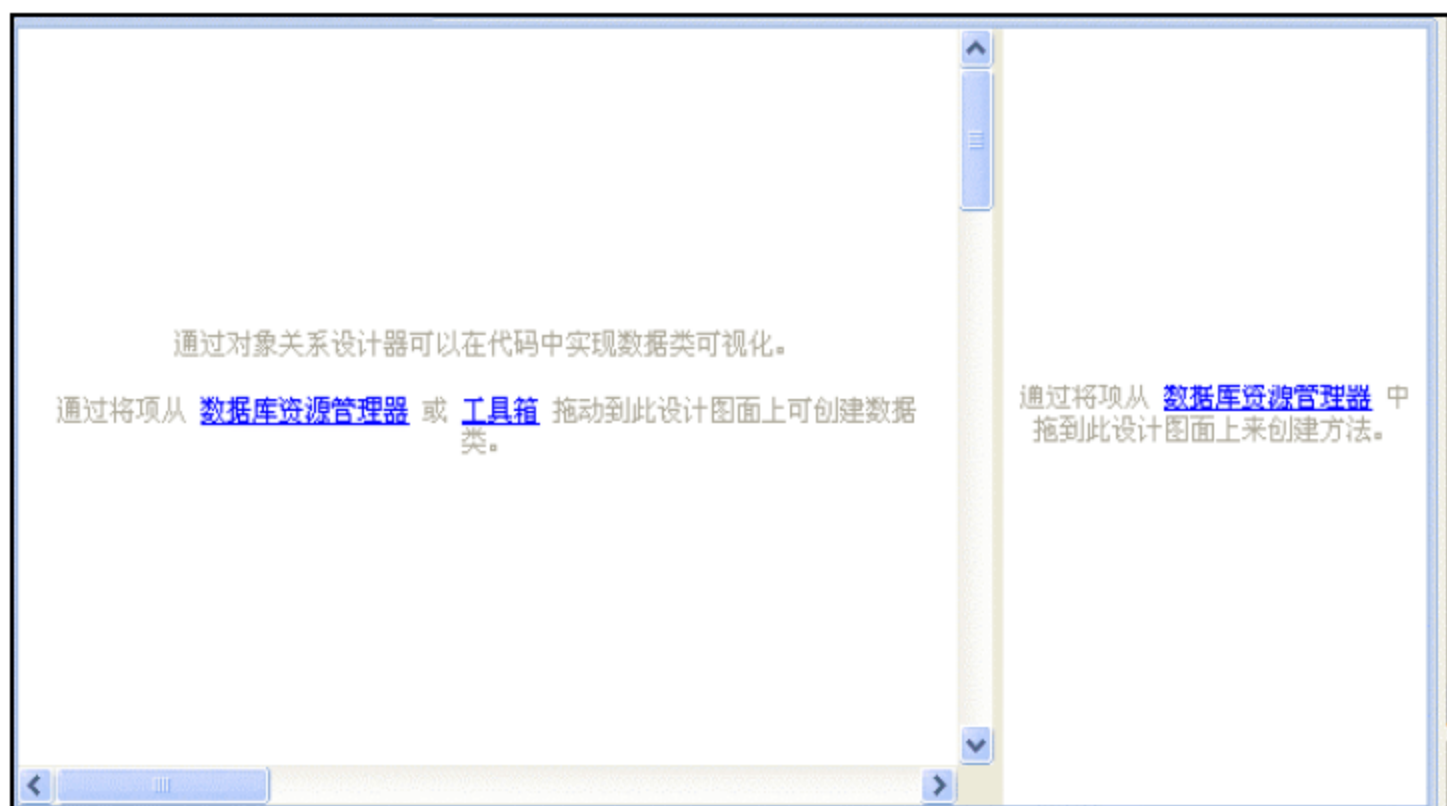 通过对象关系设计器可以在代码中实现数据类可视化。
通过将项从 数据库资源管理器 或 工具箱 拖动到此设计图面上可创建数据
类。
通过将项从 数据库资源管理器 中
拖到此设计图面上来创建方法。